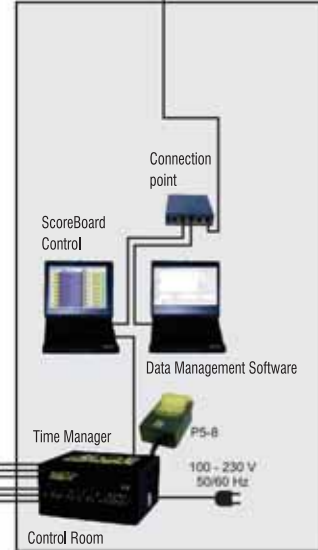 Connection
point
ScoreBoard
Control
Data Management Software
P5-8
Time Manager
100 - 230 V
50/60 Hz
Control Room